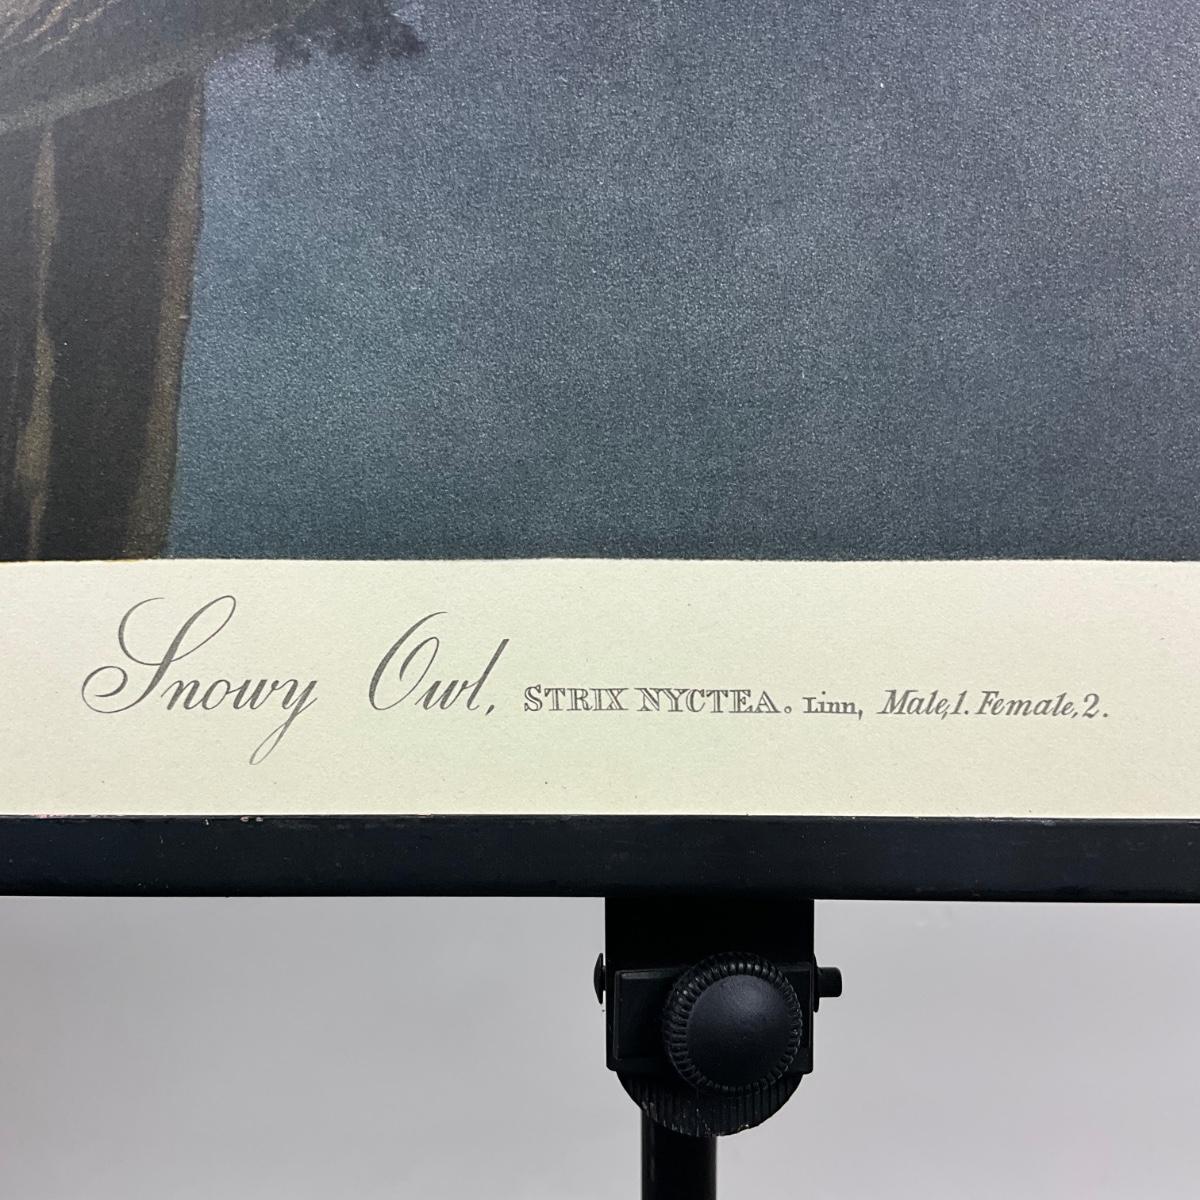 Snowy Owl, STRIX NYCTEA. Linn, Male, 1. Female, 2.